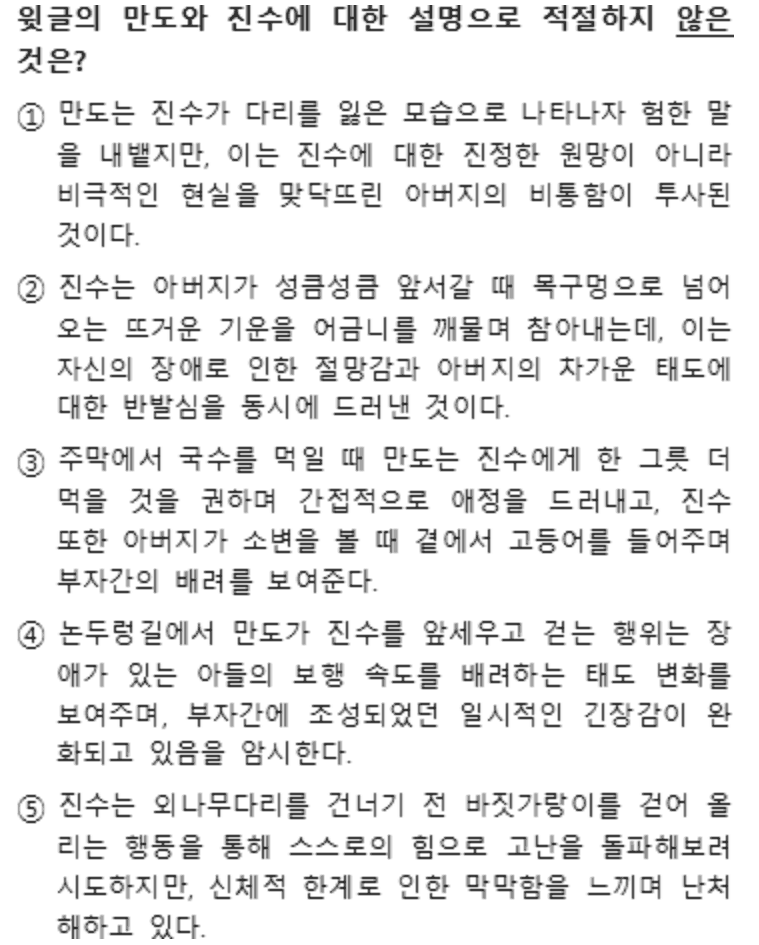 윗글의 만도와 진수에 대한 설명으로 적절하지 않은
것은?
① 만도는 진수가 다리를 잃은 모습으로 나타나자 험한 말
을 내뱉지만, 이는 진수에 대한 진정한 원망이 아니라
비극적인 현실을 맞닥뜨린 아버지의 비통함이 투사된
것이다.
② 진수는 아버지가 성큼성큼 앞서갈 때 목구멍으로 넘어
오는 뜨거운 기운을 어금니를 깨물며 참아내는데, 이는
자신의 장애로 인한 절망감과 아버지의 차가운 태도에
대한 반발심을 동시에 드러낸 것이다.
③ 주막에서 국수를 먹일 때 만도는 진수에게 한 그릇 더
먹을 것을 권하며 간접적으로 애정을 드러내고, 진수
또한 아버지가 소변을 볼 때 곁에서 고등어를 들어주며
부자간의 배려를 보여준다.
④ 논두렁길에서 만도가 진수를 앞세우고 걷는 행위는 장
애가 있는 아들의 보행 속도를 배려하는 태도 변화를
보여주며, 부자간에 조성되었던 일시적인 긴장감이 완
화되고 있음을 암시한다.
⑤ 진수는 외나무다리를 건너기 전 바짓가랑이를 걷어 올
리는 행동을 통해 스스로의 힘으로 고난을 돌파해보려
시도하지만, 신체적 한계로 인한 막막함을 느끼며 난처
해하고 있다.